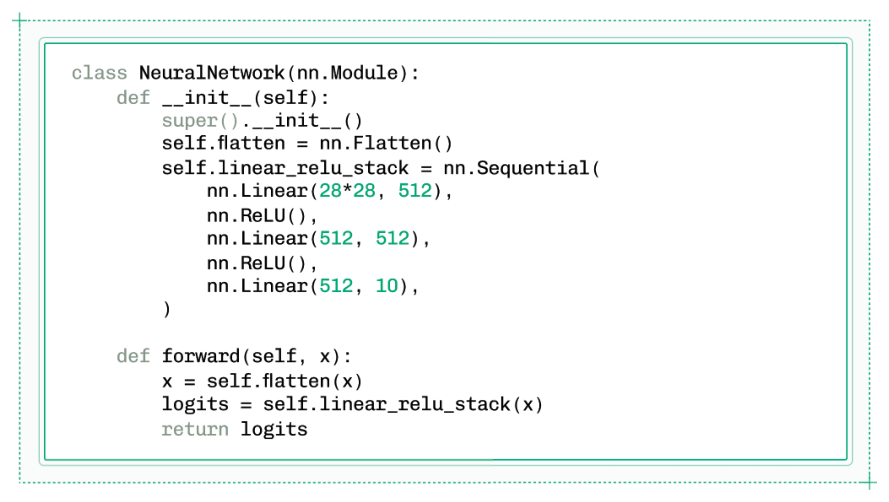 class NeuralNetwork(nn.Module):
    def __init__(self):
        super().__init__()
        self.flatten = nn.Flatten()
        self.linear_relu_stack = nn.Sequential(
            nn.Linear(28*28, 512),
            nn.ReLU(),
            nn.Linear(512, 512),
            nn.ReLU(),
            nn.Linear(512, 10),
        )

    def forward(self, x):
        x = self.flatten(x)
        logits = self.linear_relu_stack(x)
        return logits